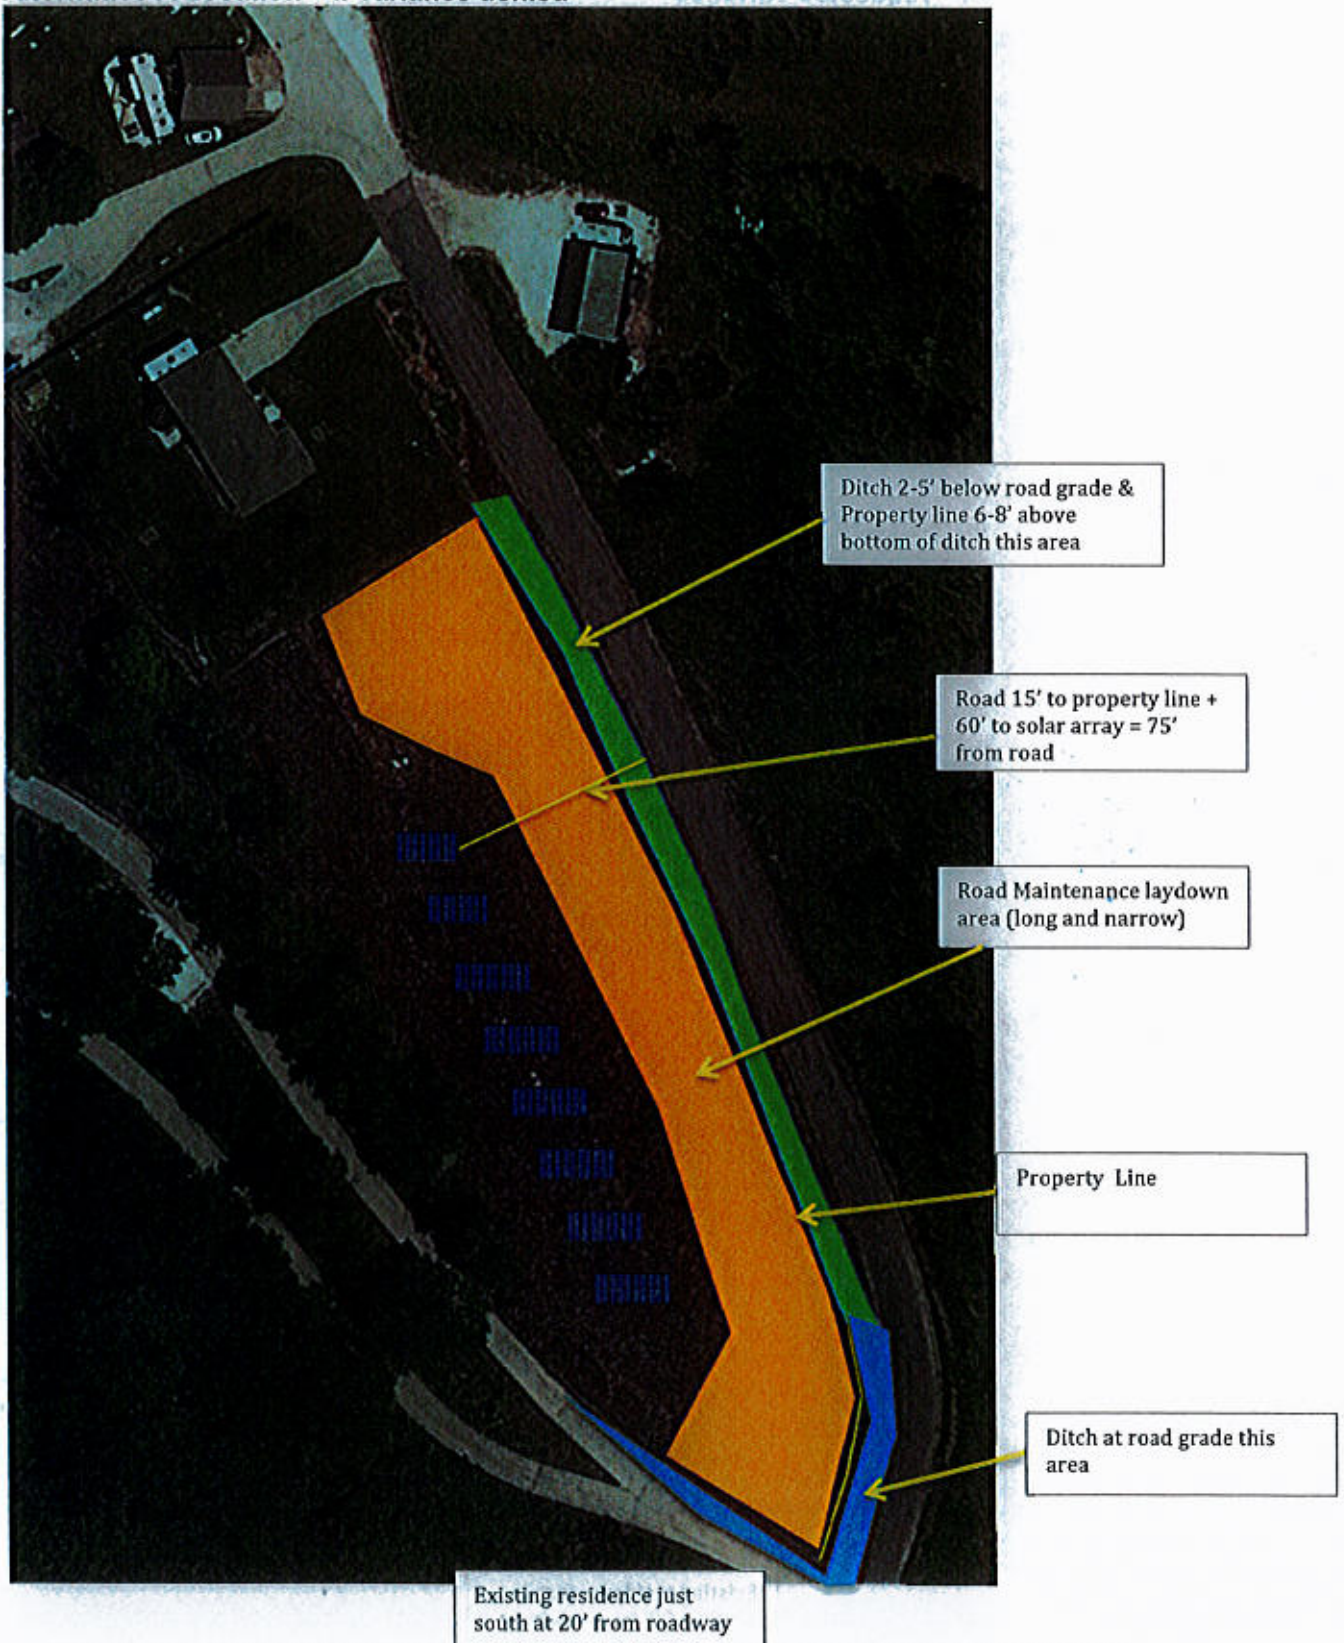 Ditch 2-5' below road grade &
Property line 6-8' above
bottom of ditch this area
Road 15' to property line +
60' to solar array = 75'
from road
Road Maintenance laydown
area (long and narrow)
Property Line
Ditch at road grade this
area
Existing residence just
south at 20' from roadway